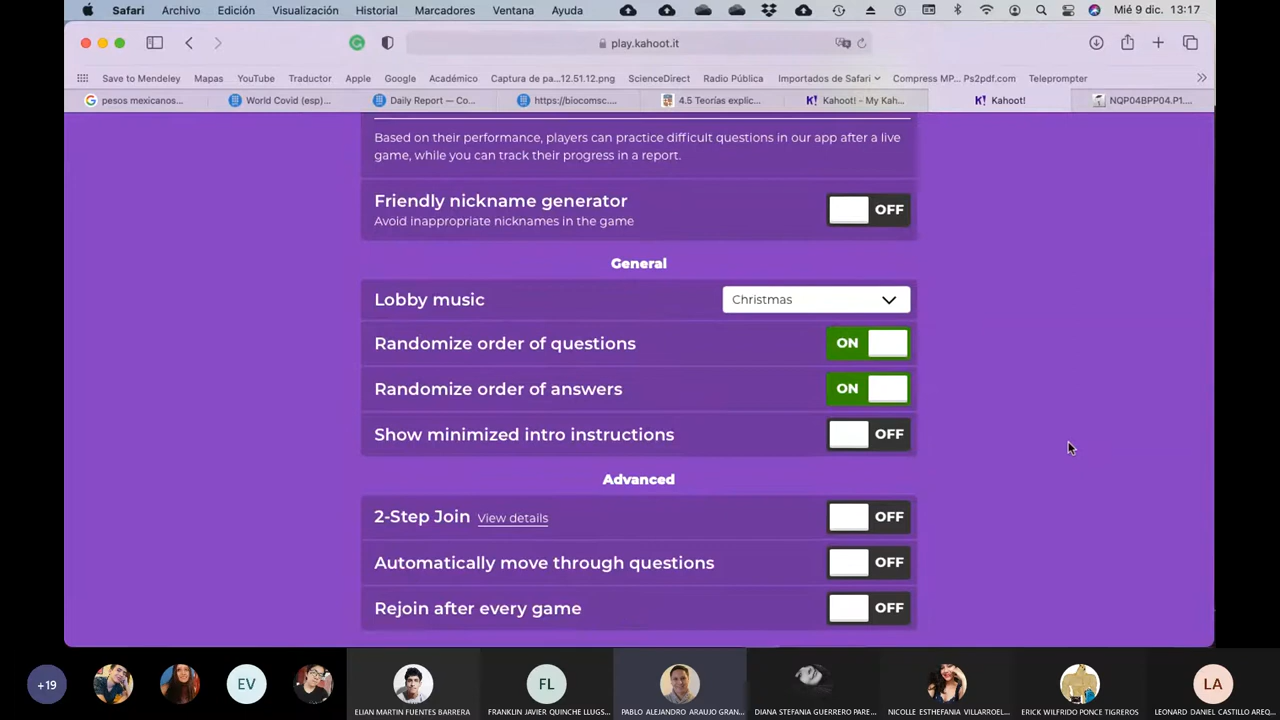 Safari Archivo Edición Visualización Historial Marcadores Ventana Ayuda Mié 9 dic. 13:17
play.kahoot.it
Save to Mendeley Mapas YouTube Traductor Apple Google Académico Captura de pa...12.51.12.png ScienceDirect Radio Pública Importados de Safari Compress MP... Ps2pdf.com Teleprompter
pesos mexicanos... World Covid (esp)... Daily Report — Co... https://biocomsc.... 4.5 Teorías explic... Kahoot! - My Kah... Kahoot! NQP04BPP04.P1....
Based on their performance, players can practice difficult questions in our app after a live
game, while you can track their progress in a report.
Friendly nickname generator
OFF
Avoid inappropriate nicknames in the game
General
Lobby music Christmas
Randomize order of questions ON
Randomize order of answers ON
Show minimized intro instructions OFF
Advanced
2-Step Join View details OFF
Automatically move through questions OFF
Rejoin after every game OFF
+19 EV FL LA
ELIAN MARTIN FUENTES BARRERA FRANKLIN JAVIER QUINCHE LLUGS... PABLO ALEJANDRO ARAUJO GRAN... DIANA STEFANIA GUERRERO PARE... NICOLLE ESTHEFANIA VILLARROEL... ERICK WILFRIDO PONCE TIGREROS LEONARD DANIEL CASTILLO AREQ...